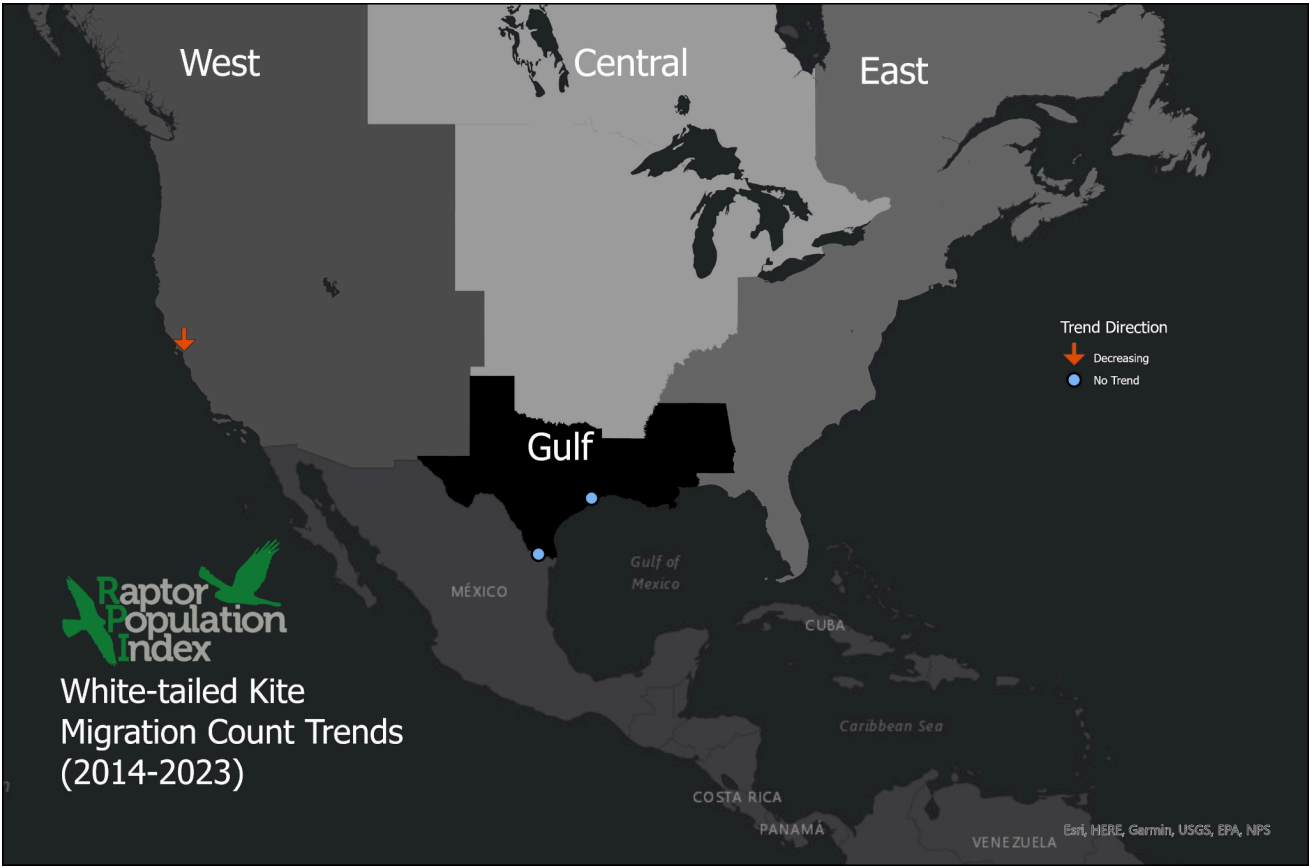 West
Central
East
Trend Direction
Decreasing
No Trend
Gulf
Gulf of
Mexico
MÉXICO
CUBA
Raptor
Population
Index
White-tailed Kite
Migration Count Trends
(2014-2023)
Caribbean Sea
COSTA RICA
PANAMÁ
VENEZUELA
Esri, HERE, Garmin, USGS, EPA, NPS